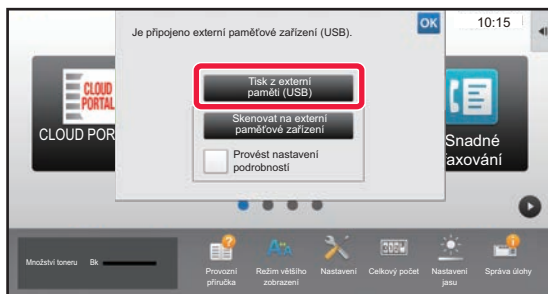 Je připojeno externí paměťové zařízení (USB).
OK
10:15
Tisk z externí
paměti (USB)
Skenovat na externí
paměťové zařízení
Provést nastavení
podrobností
CLOUD
PORTAL
CLOUD POR
Snadné
faxování
Množství toneru Bk
Provozní
příručka
Režim většího
zobrazení
Nastavení
Celkový počet
Nastavení
jasu
Správa úlohy